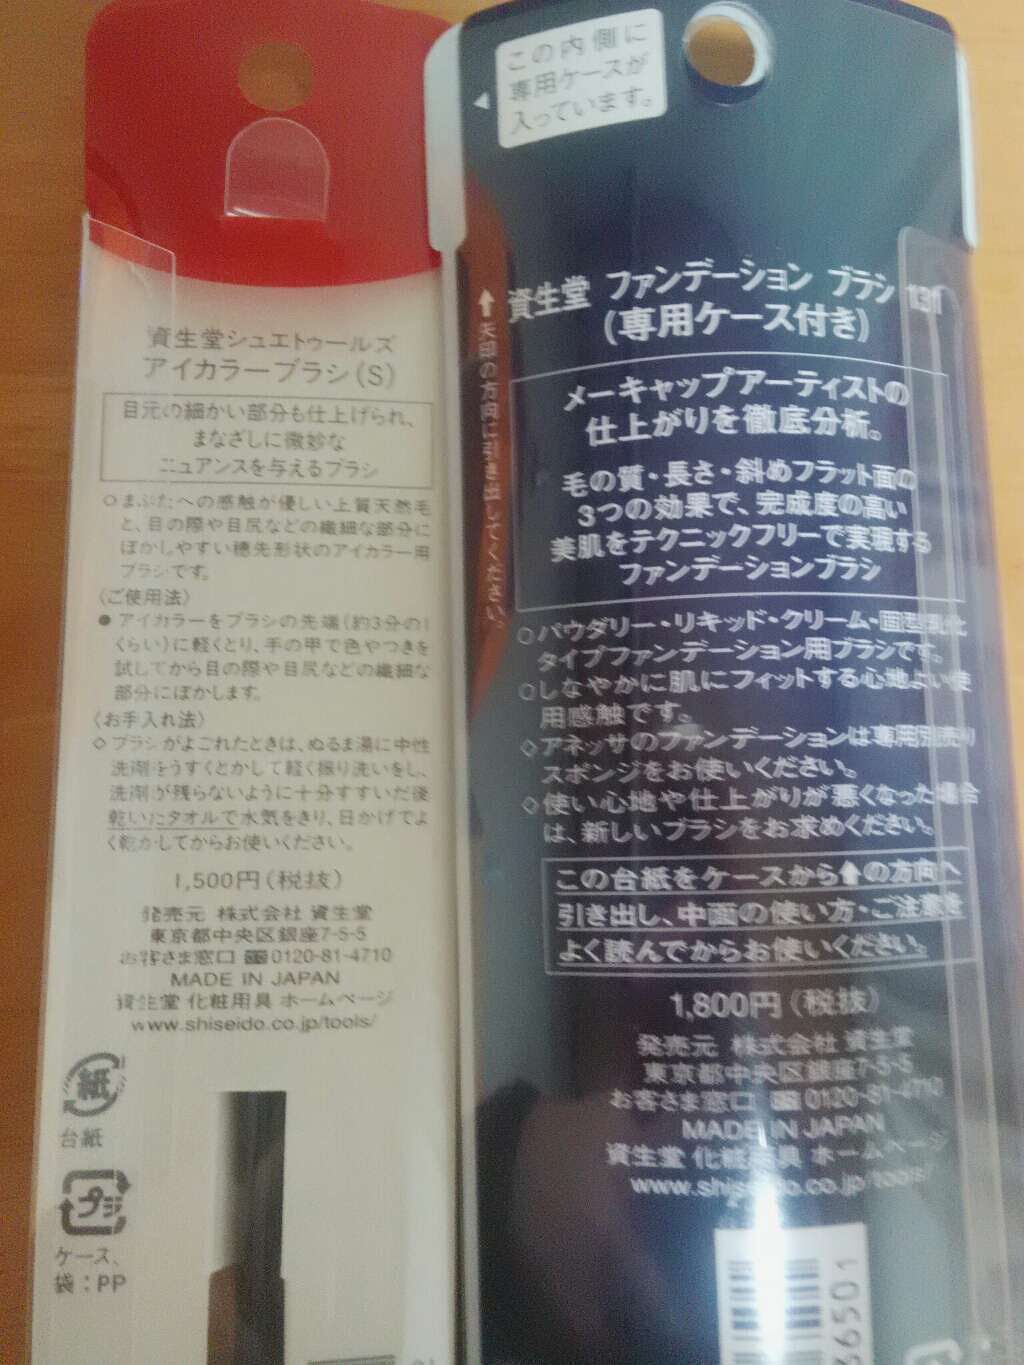 資生堂シュエトゥールズ
アイカラーブラシ(S)
目元の細かい部分も仕上げられ、
まなざしに微妙な
ニュアンスを与えるブラシ
○まぶたへの感触が優しい上質天然毛
と、目の際や目尻などの繊細な部分に
ぼかしやすい穂先形状のアイカラー用
ブラシです。
〈ご使用法〉
●アイカラーをブラシの先端(約3分の1
くらい)に軽くとり、手の甲で色やつきを
試してから目の際や目尻などの繊細な
部分にぼかします。
〈お手入れ法〉
◇ブラシがよごれたときは、ぬるま湯に中性
洗剤をうすくとかして軽く振り洗いをし、
洗剤が残らないように十分すすいだ後
乾いたタオルで水気をきり、日かげでよ
く乾かしてからお使いください。
1,500円(税抜)
発売元 株式会社 資生堂
東京都中央区銀座7-5-5
お客さま窓口 0120-81-4710
MADE IN JAPAN
資生堂 化粧用具 ホームページ
www.shiseido.co.jp/tools/
紙
台紙
プラ
ケース、
袋:PP
この内側に
専用ケースが
入っています。
矢印の方向に引き出してください。
資生堂 ファンデーション ブラシ 131
(専用ケース付き)
メーキャップアーティストの
仕上がりを徹底分析。
毛の質・長さ・斜めフラット面の
3つの効果で、完成度の高い
美肌をテクニックフリーで実現する
ファンデーションブラシ
○パウダリー・リキッド・クリーム・固型乳化
タイプファンデーション用ブラシです。
○しなやかに肌にフィットする心地よい使
用感触です。
◇アネッサのファンデーションは専用別売り
スポンジをお使いください。
◇使い心地や仕上がりが悪くなった場合
は、新しいブラシをお求めください。
この台紙をケースから⬆の方向へ
引き出し、中面の使い方・ご注意を
よく読んでからお使いください。
1,800円(税抜)
発売元 株式会社 資生堂
東京都中央区銀座7-5-5
お客さま窓口 0120-81-4710
MADE IN JAPAN
資生堂 化粧用具 ホームページ
www.shiseido.co.jp/tools/